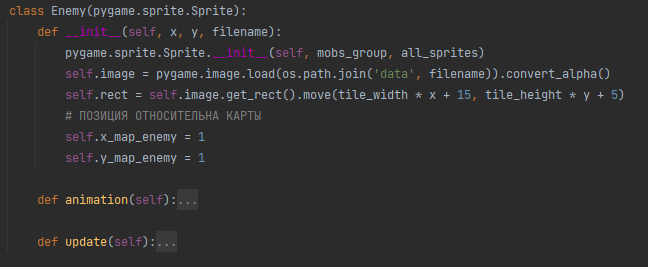 class Enemy(pygame.sprite.Sprite):
    def __init__(self, x, y, filename):
        pygame.sprite.Sprite.__init__(self, mobs_group, all_sprites)
        self.image = pygame.image.load(os.path.join('data', filename)).convert_alpha()
        self.rect = self.image.get_rect().move(tile_width * x + 15, tile_height * y + 5)
        # ПОЗИЦИЯ ОТНОСИТЕЛЬНА КАРТЫ
        self.x_map_enemy = 1
        self.y_map_enemy = 1
    def animation(self):...
    def update(self):...